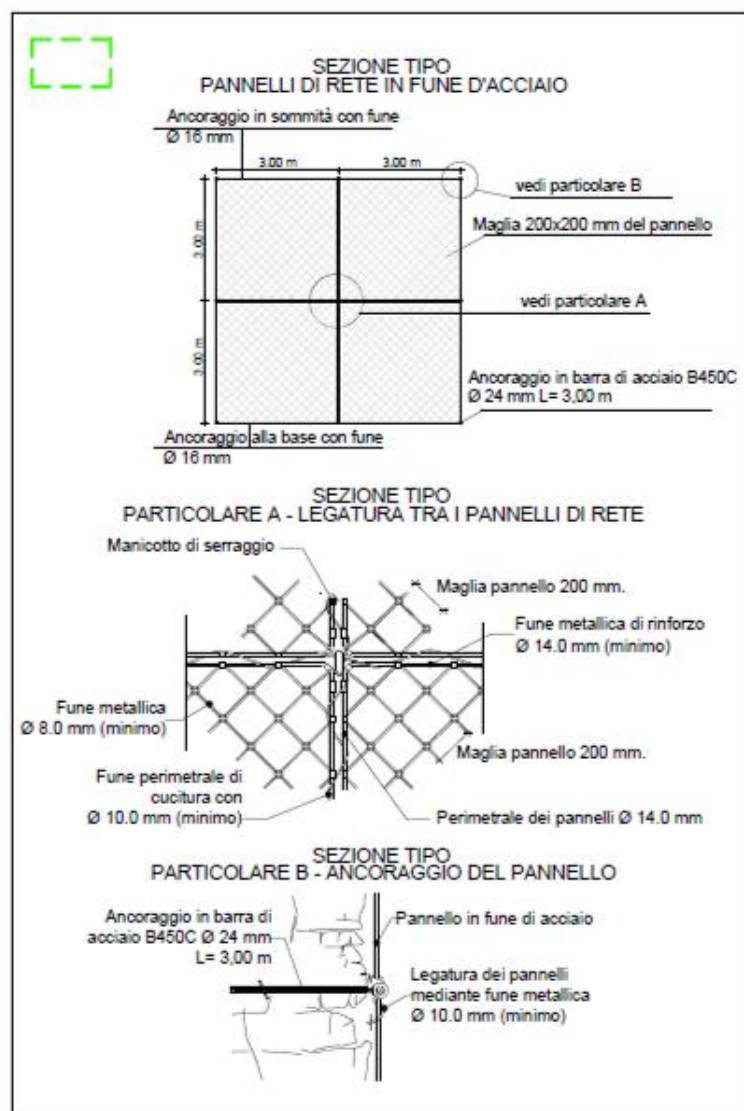 SEZIONE TIPO
PANNELLI DI RETE IN FUNE D'ACCIAIO
Ancoraggio in sommità con fune
Ø 16 mm
3.00 m
3.00 m
vedi particolare B
Maglia 200x200 mm del pannello
3.00 m
vedi particolare A
3.00 m
Ancoraggio in barra di acciaio B450C
Ø 24 mm L= 3,00 m
Ancoraggio alla base con fune
Ø 16 mm
SEZIONE TIPO
PARTICOLARE A - LEGATURA TRA I PANNELLI DI RETE
Manicotto di serraggio
Maglia pannello 200 mm.
Fune metallica di rinforzo
Ø 14.0 mm (minimo)
Fune metallica
Ø 8.0 mm (minimo)
Maglia pannello 200 mm.
Fune perimetrale di
cucitura con
Ø 10.0 mm (minimo)
Perimetrale dei pannelli Ø 14.0 mm
SEZIONE TIPO
PARTICOLARE B - ANCORAGGIO DEL PANNELLO
Ancoraggio in barra di
acciaio B450C Ø 24 mm
L= 3,00 m
Pannello in fune di acciaio
Legatura dei pannelli
mediante fune metallica
Ø 10.0 mm (minimo)